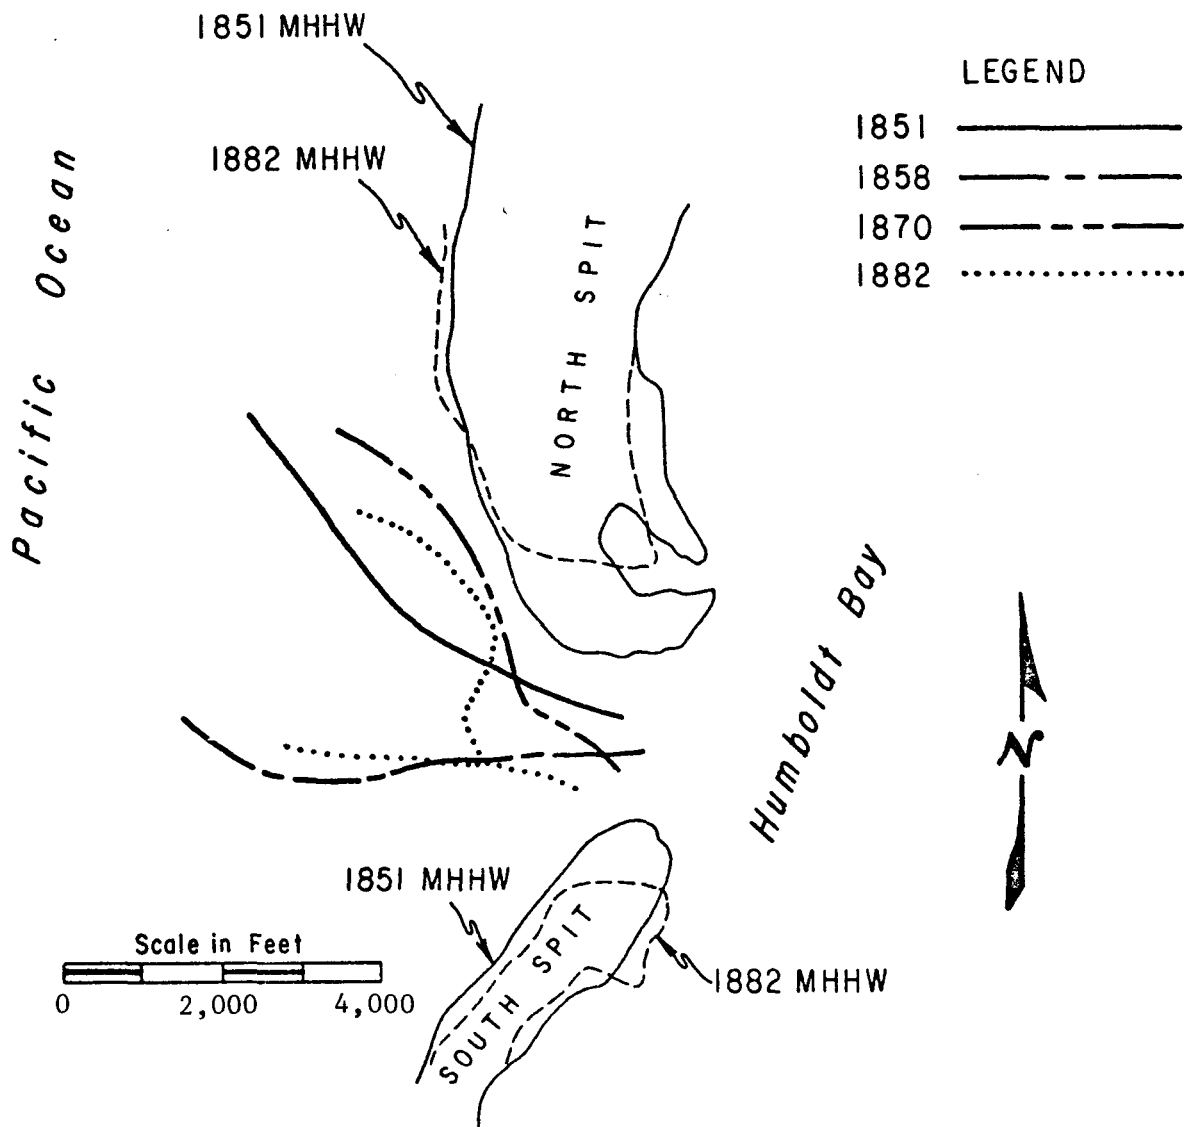 1851 MHHW
1882 MHHW
LEGEND
1851
1858
1870
1882
Pacific Ocean
NORTH SPIT
Humboldt Bay
N
1851 MHHW
SOUTH SPIT
1882 MHHW
Scale in Feet
0 2,000 4,000